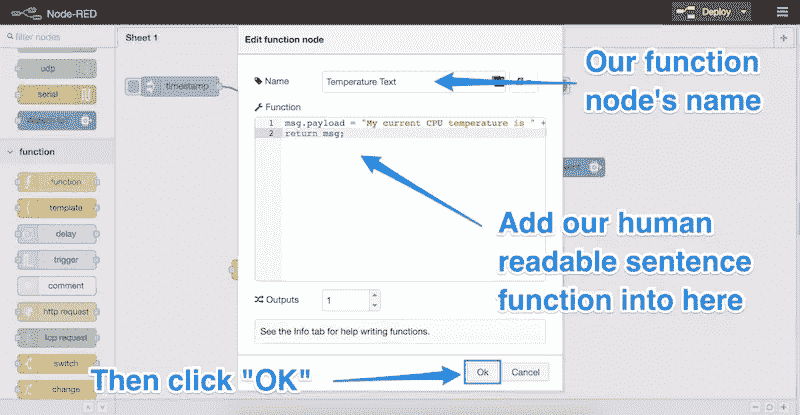 Node-RED
Deploy
filter nodes
Sheet 1
Edit function node
udp
serial
timestamp
Name
Temperature Text
Our function
node's name
Function
1 msg.payload = "My current CPU temperature is " +
2 return msg;
function
function
template
delay
trigger
comment
http request
tcp request
switch
change
Add our human
readable sentence
function into here
Outputs
1
See the Info tab for help writing functions.
Then click "OK"
Ok
Cancel